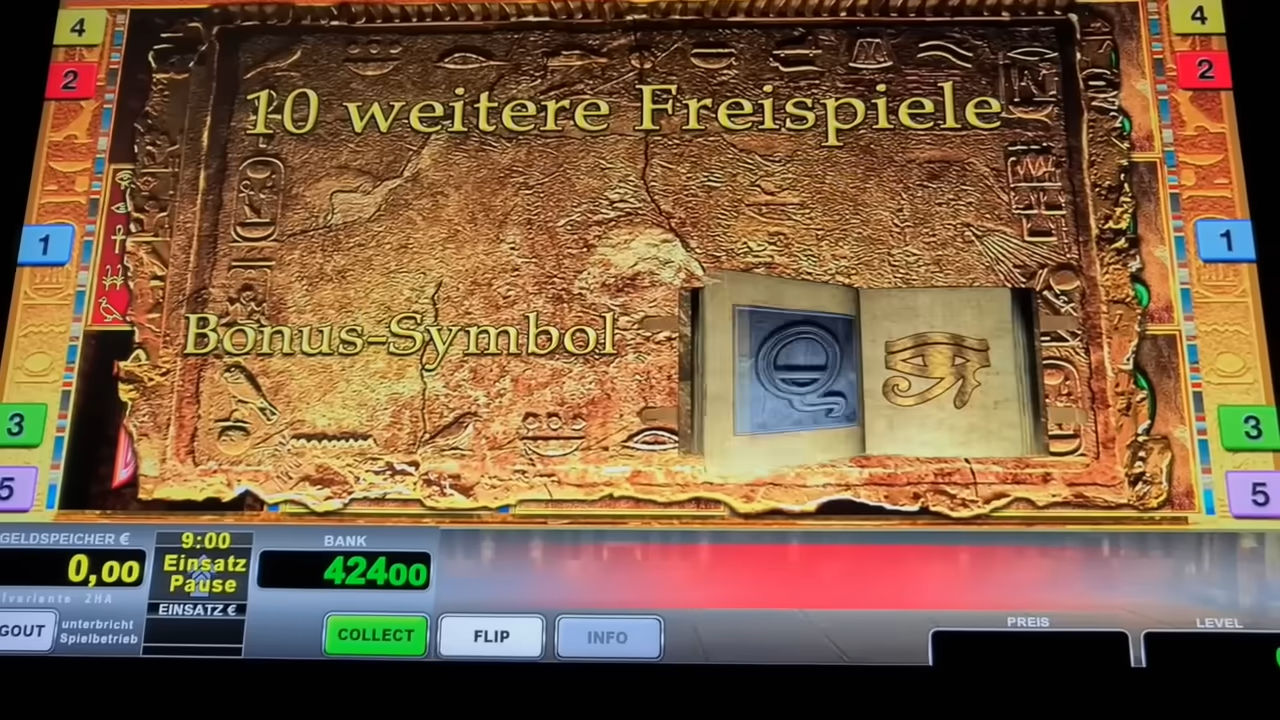 4
4
2
2
10 weitere Freispiele
1
1
Bonus-Symbol
Q
3
3
5
5
GELDSPEICHER €
0,00
9:00
Einsatz
Pause
EINSATZ €
BANK
42400
2HA
GOUT
unterbricht
Spielbetrieb
COLLECT
FLIP
INFO
PREIS
LEVEL